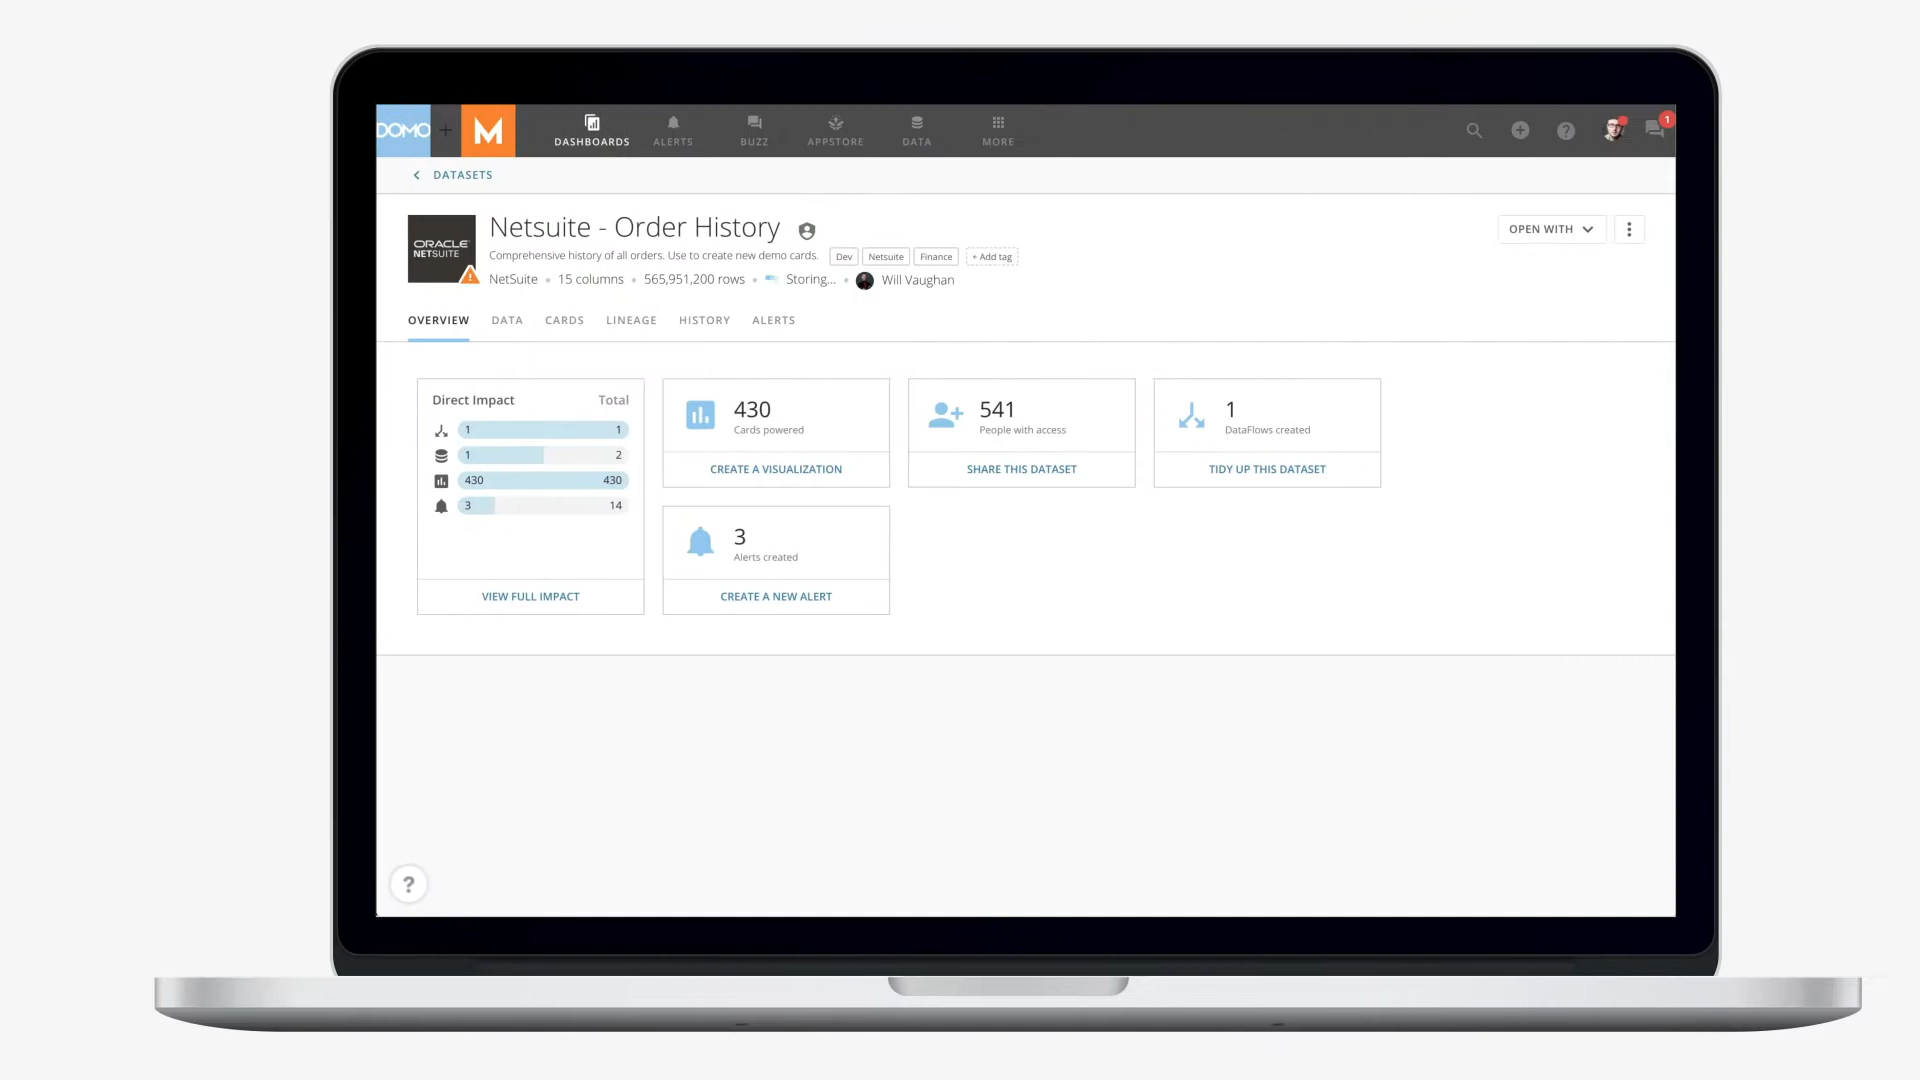 DOMO + M DASHBOARDS ALERTS BUZZ APPSTORE DATA MORE 1
DATASETS
ORACLE
NETSUITE
Netsuite - Order History
OPEN WITH
Comprehensive history of all orders. Use to create new demo cards. Dev Netsuite Finance + Add tag
NetSuite • 15 columns • 565,951,200 rows • Storing... • Will Vaughan
OVERVIEW DATA CARDS LINEAGE HISTORY ALERTS
Direct Impact Total
1 1
1 2
430 430
3 14
VIEW FULL IMPACT
430
Cards powered
CREATE A VISUALIZATION
541
People with access
SHARE THIS DATASET
1
DataFlows created
TIDY UP THIS DATASET
3
Alerts created
CREATE A NEW ALERT
?